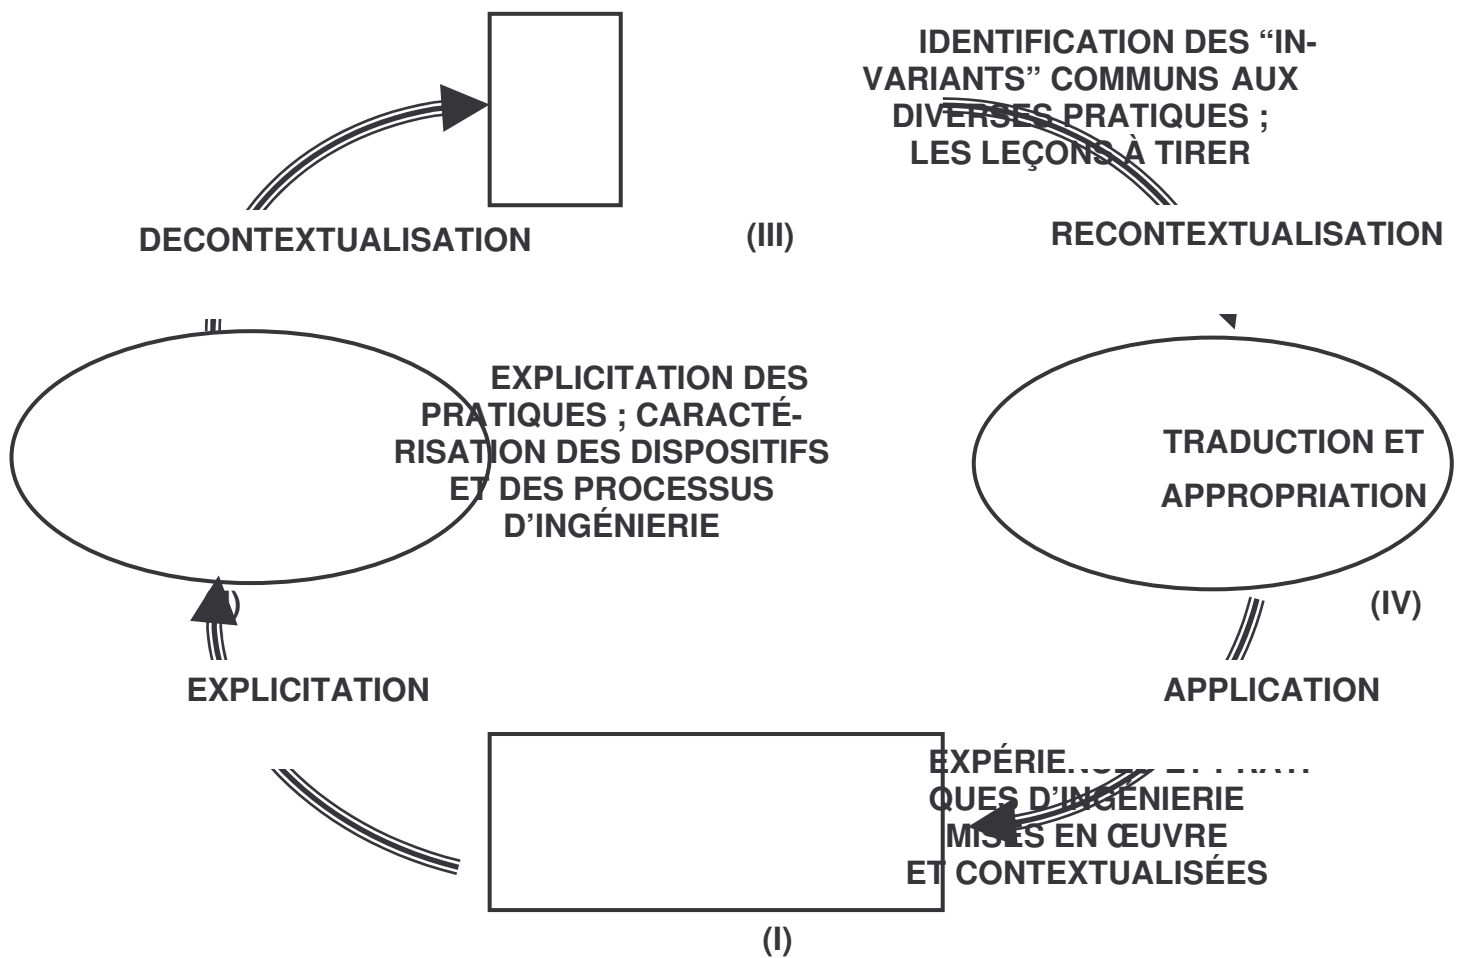 IDENTIFICATION DES “IN-
VARIANTS” COMMUNS AUX
DIVERSES PRATIQUES ;
LES LEÇONS À TIRER
DECONTEXTUALISATION
(III)
RECONTEXTUALISATION
EXPLICITATION DES
PRATIQUES ; CARACTÉ-
RISATION DES DISPOSITIFS
ET DES PROCESSUS
D’INGÉNIERIE
TRADUCTION ET
APPROPRIATION
(IV)
EXPLICITATION
APPLICATION
ET
QUES D’INGÉNIERIE
MISES EN ŒUVRE
ET CONTEXTUALISÉES
(I)